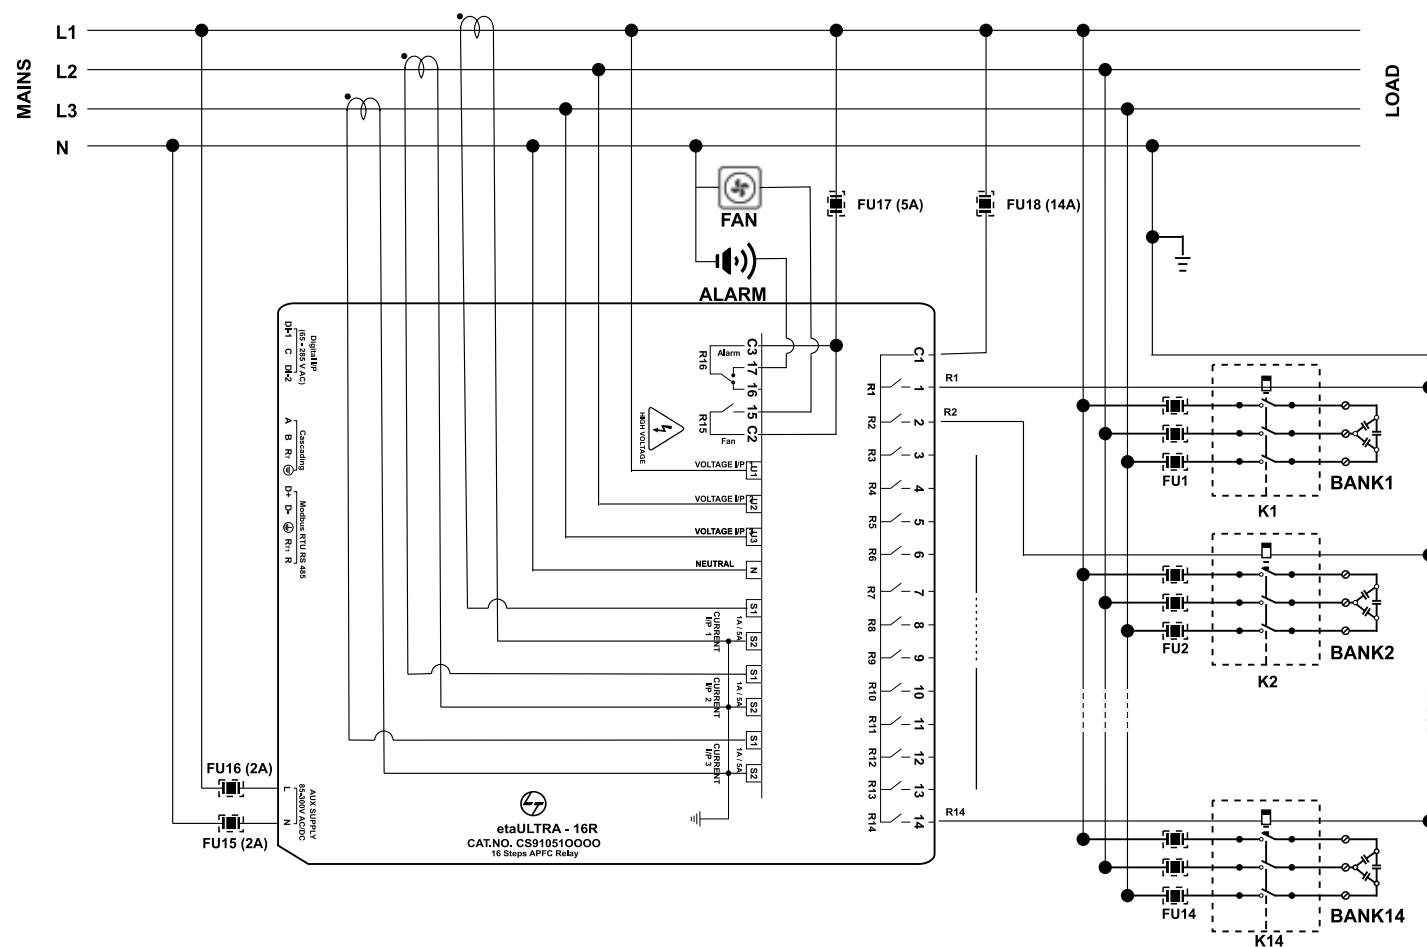 MAINS
L1
L2
L3
N
LOAD
FAN
FU17 (5A)
FU18 (14A)
ALARM
DI-1
C
DI-2
Digital I/P
(65 - 285 V AC)
A
B
RT
Cascading
D+
D-
RT1
R
Modbus RTU RS 485
HIGH VOLTAGE
R16
Alarm
C3
17
16
R15
15
Fan
C2
VOLTAGE I/P
U1
VOLTAGE I/P
U2
VOLTAGE I/P
U3
NEUTRAL
N
S1
CURRENT
I/P 1
1A / 5A
S2
S1
CURRENT
I/P 2
1A / 5A
S2
S1
CURRENT
I/P 3
1A / 5A
S2
C1
R1
1
R1
R2
2
R2
R3
3
R4
4
R5
5
R6
6
R7
7
R8
8
R9
9
R10
10
R11
11
R12
12
R13
13
R14
14
R14
FU16 (2A)
L
N
AUX SUPPLY
85-300V AC/DC
FU15 (2A)
LT
etaULTRA - 16R
CAT.NO. CS91051OOOO
16 Steps APFC Relay
FU1
K1
BANK1
FU2
K2
BANK2
FU14
K14
BANK14